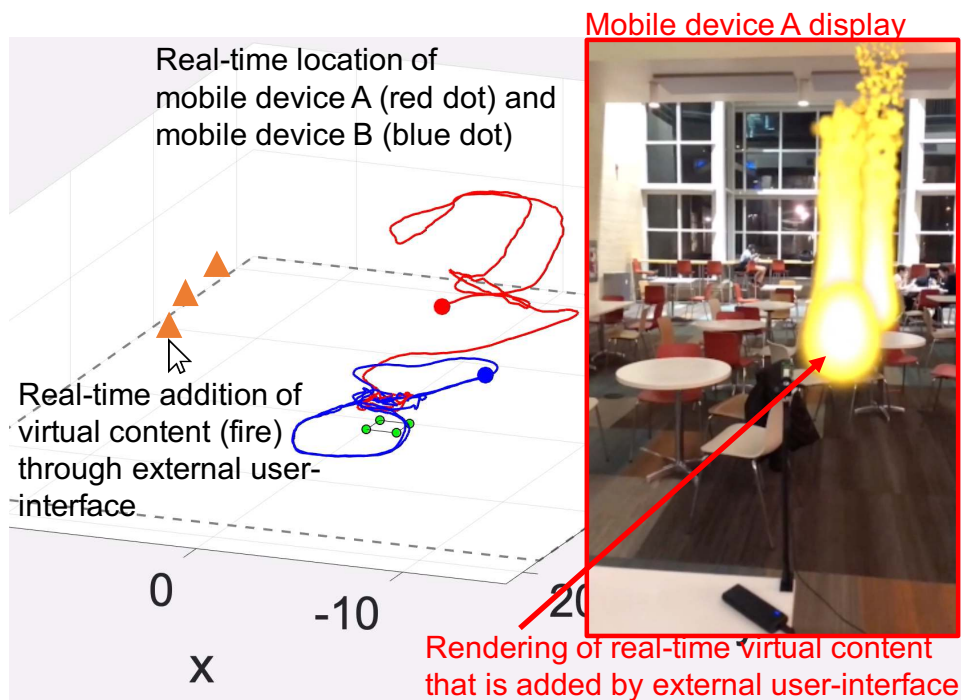 Mobile device A display
Real-time location of
mobile device A (red dot) and
mobile device B (blue dot)
Real-time addition of
virtual content (fire)
through external user-
interface
0
-10
20
x
Rendering of real-time virtual content
that is added by external user-interface